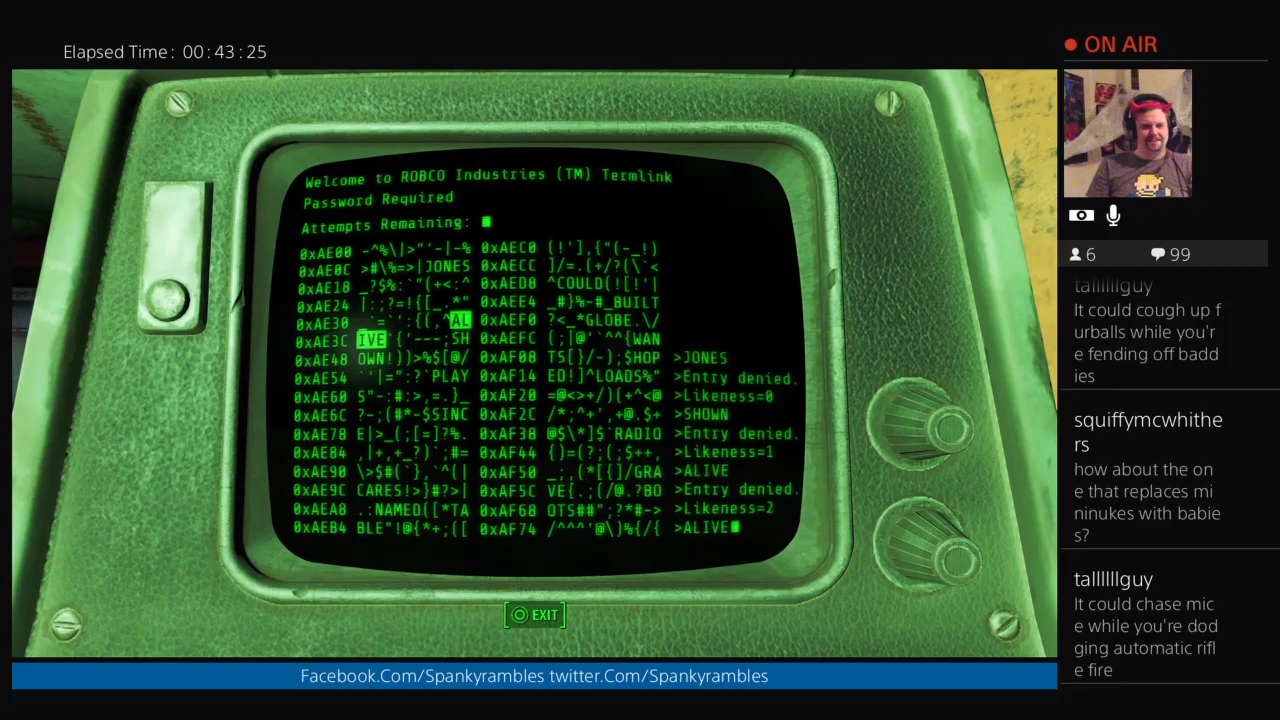 Elapsed Time: 00:43:25
ON AIR
Welcome to ROBCO Industries (TM) Termlink
Password Required
Attempts Remaining: ■
0xAE00 -^%\|>"'-|-% 0xAEC0 (!'],{"(-_!)
0xAE0C >#\%=>|JONES 0xAECC ]/=.(+/?(\`<
0xAE18 _?$%:`"(+<:^ 0xAED8 ^COULD(![!'|
0xAE24 |:;?=!{[_.*" 0xAEE4 _#}%-#_BUILT
0xAE30 _`=`':{(,^AL 0xAEF0 ?<_*GLOBE.\/
0xAE3C IVE`{'---;SH 0xAEFC (;|@'`^^{WAN
0xAE48 OWN!))>%$[@/ 0xAF08 TS[}/-);$HOP >JONES
0xAE54 `'|=":?`PLAY 0xAF14 ED!]^LOADS%" >Entry denied.
0xAE60 S"-:#:>,=.}_ 0xAF20 =@<>+/)(+^<@ >Likeness=0
0xAE6C ?-;(#*-$SINC 0xAF2C /*;^+',+@.$+ >SHOWN
0xAE78 E|>_(;[=]?%. 0xAF38 @$\*]$`RADIO >Entry denied.
0xAE84 ,|+,+_?)`;#= 0xAF44 {)=(?;(;$++, >Likeness=1
0xAE90 \>$#(`},`^(| 0xAF50 _;,(*[{]/GRA >ALIVE
0xAE9C CARES!>}#?>| 0xAF5C VE{.;(/@.?BO >Entry denied.
0xAEA8 .:NAMED([*TA 0xAF68 OTS##";?*#-> >Likeness=2
0xAEB4 BLE"!@{*+;([ 0xAF74 /^^^'@\)%{/{ >ALIVE■
EXIT
Facebook.Com/Spankyrambles twitter.Com/Spankyrambles
6 99
talllllguy
It could cough up f
urballs while you'r
e fending off badd
ies
squiffymcwhithe
rs
how about the on
e that replaces mi
ninukes with babie
s?
talllllguy
It could chase mic
e while you're dod
ging automatic rifl
e fire